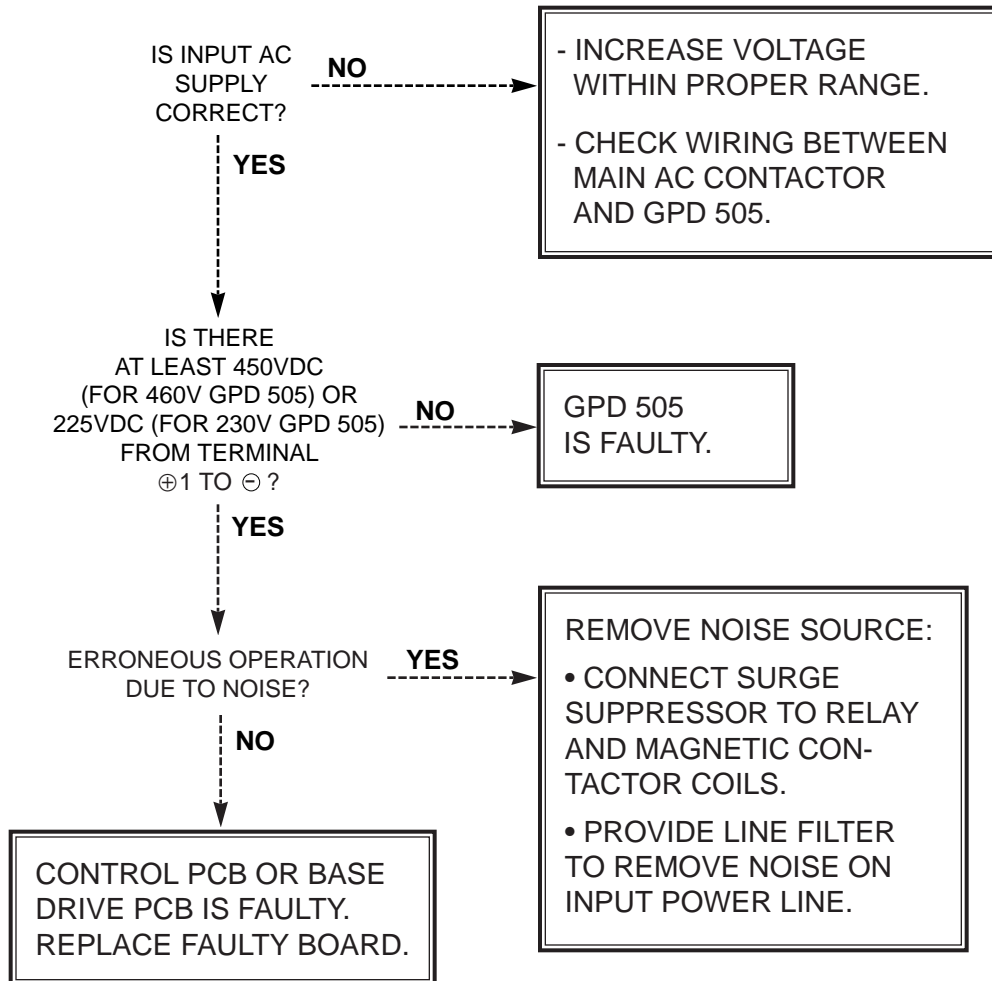 IS INPUT AC
SUPPLY
CORRECT?
NO
- INCREASE VOLTAGE
WITHIN PROPER RANGE.
- CHECK WIRING BETWEEN
MAIN AC CONTACTOR
AND GPD 505.
YES
IS THERE
AT LEAST 450VDC
(FOR 460V GPD 505) OR
225VDC (FOR 230V GPD 505)
FROM TERMINAL
⊕1 TO ⊖ ?
NO
GPD 505
IS FAULTY.
YES
ERRONEOUS OPERATION
DUE TO NOISE?
YES
REMOVE NOISE SOURCE:
• CONNECT SURGE
SUPPRESSOR TO RELAY
AND MAGNETIC CON-
TACTOR COILS.
• PROVIDE LINE FILTER
TO REMOVE NOISE ON
INPUT POWER LINE.
NO
CONTROL PCB OR BASE
DRIVE PCB IS FAULTY.
REPLACE FAULTY BOARD.